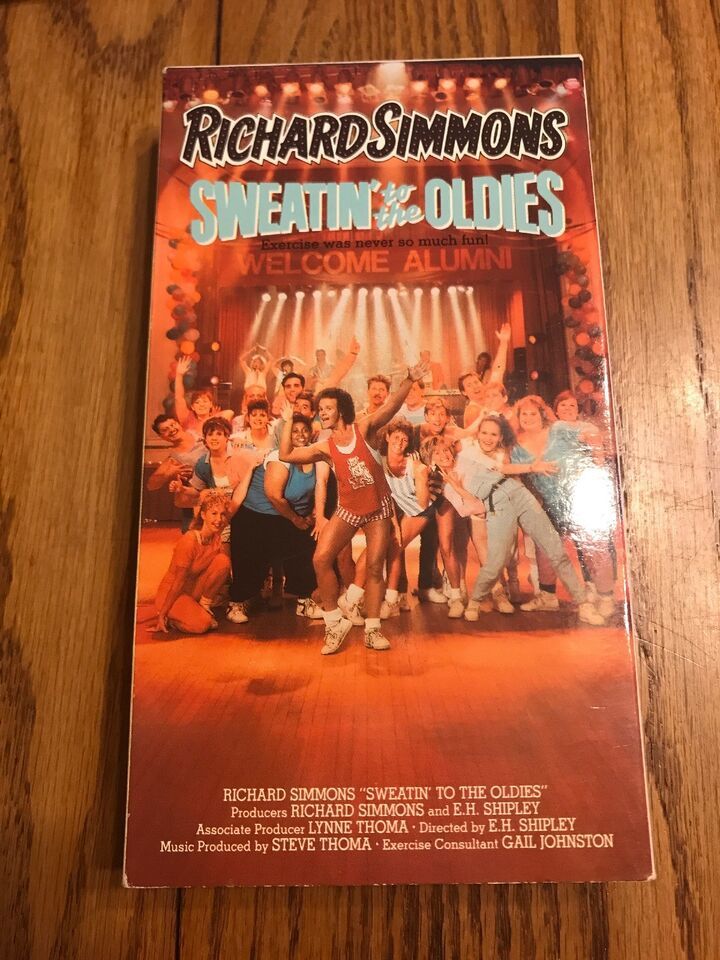 RICHARD SIMMONS
SWEATIN' to the OLDIES
Exercise was never so much fun!
WELCOME ALUMNI
RICHARD SIMMONS "SWEATIN' TO THE OLDIES"
Producers RICHARD SIMMONS and E.H. SHIPLEY
Associate Producer LYNNE THOMA · Directed by E.H. SHIPLEY
Music Produced by STEVE THOMA · Exercise Consultant GAIL JOHNSTON